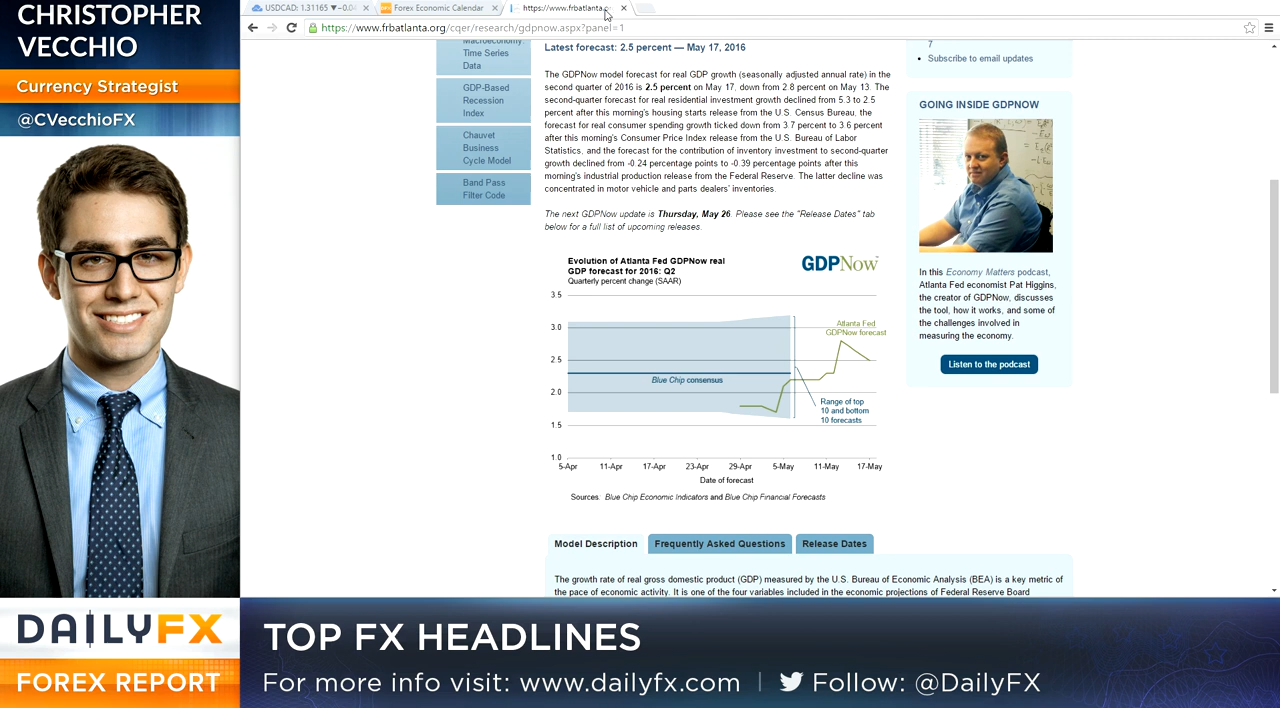 CHRISTOPHER
VECCHIO
Currency Strategist
@CVecchioFX
DAILYFX
FOREX REPORT
USDCAD: 1.31165 ▼−0.0
Forex Economic Calendar
https://www.frbatlanta.o
https://www.frbatlanta.org/cqer/research/gdpnow.aspx?panel=1
Macroeconomy
Time Series
Data
GDP-Based
Recession
Index
Chauvet
Business
Cycle Model
Band Pass
Filter Code
Latest forecast: 2.5 percent — May 17, 2016
The GDPNow model forecast for real GDP growth (seasonally adjusted annual rate) in the
second quarter of 2016 is 2.5 percent on May 17, down from 2.8 percent on May 13. The
second-quarter forecast for real residential investment growth declined from 5.3 to 2.5
percent after this morning's housing starts release from the U.S. Census Bureau, the
forecast for real consumer spending growth ticked down from 3.7 percent to 3.6 percent
after this morning's Consumer Price Index release from the U.S. Bureau of Labor
Statistics, and the forecast for the contribution of inventory investment to second-quarter
growth declined from -0.24 percentage points to -0.39 percentage points after this
morning's industrial production release from the Federal Reserve. The latter decline was
concentrated in motor vehicle and parts dealers' inventories.
The next GDPNow update is Thursday, May 26. Please see the "Release Dates" tab
below for a full list of upcoming releases.
Evolution of Atlanta Fed GDPNow real
GDP forecast for 2016: Q2
Quarterly percent change (SAAR)
GDPNow™
3.5
3.0
2.5
2.0
1.5
1.0
Atlanta Fed
GDPNow forecast
Blue Chip consensus
Range of top
10 and bottom
10 forecasts
5-Apr 11-Apr 17-Apr 23-Apr 29-Apr 5-May 11-May 17-May
Date of forecast
Sources: Blue Chip Economic Indicators and Blue Chip Financial Forecasts
7
Subscribe to email updates
GOING INSIDE GDPNOW
In this Economy Matters podcast,
Atlanta Fed economist Pat Higgins,
the creator of GDPNow, discusses
the tool, how it works, and some of
the challenges involved in
measuring the economy.
Listen to the podcast
Model Description Frequently Asked Questions Release Dates
The growth rate of real gross domestic product (GDP) measured by the U.S. Bureau of Economic Analysis (BEA) is a key metric of
the pace of economic activity. It is one of the four variables included in the economic projections of Federal Reserve Board
TOP FX HEADLINES
For more info visit: www.dailyfx.com | Follow: @DailyFX